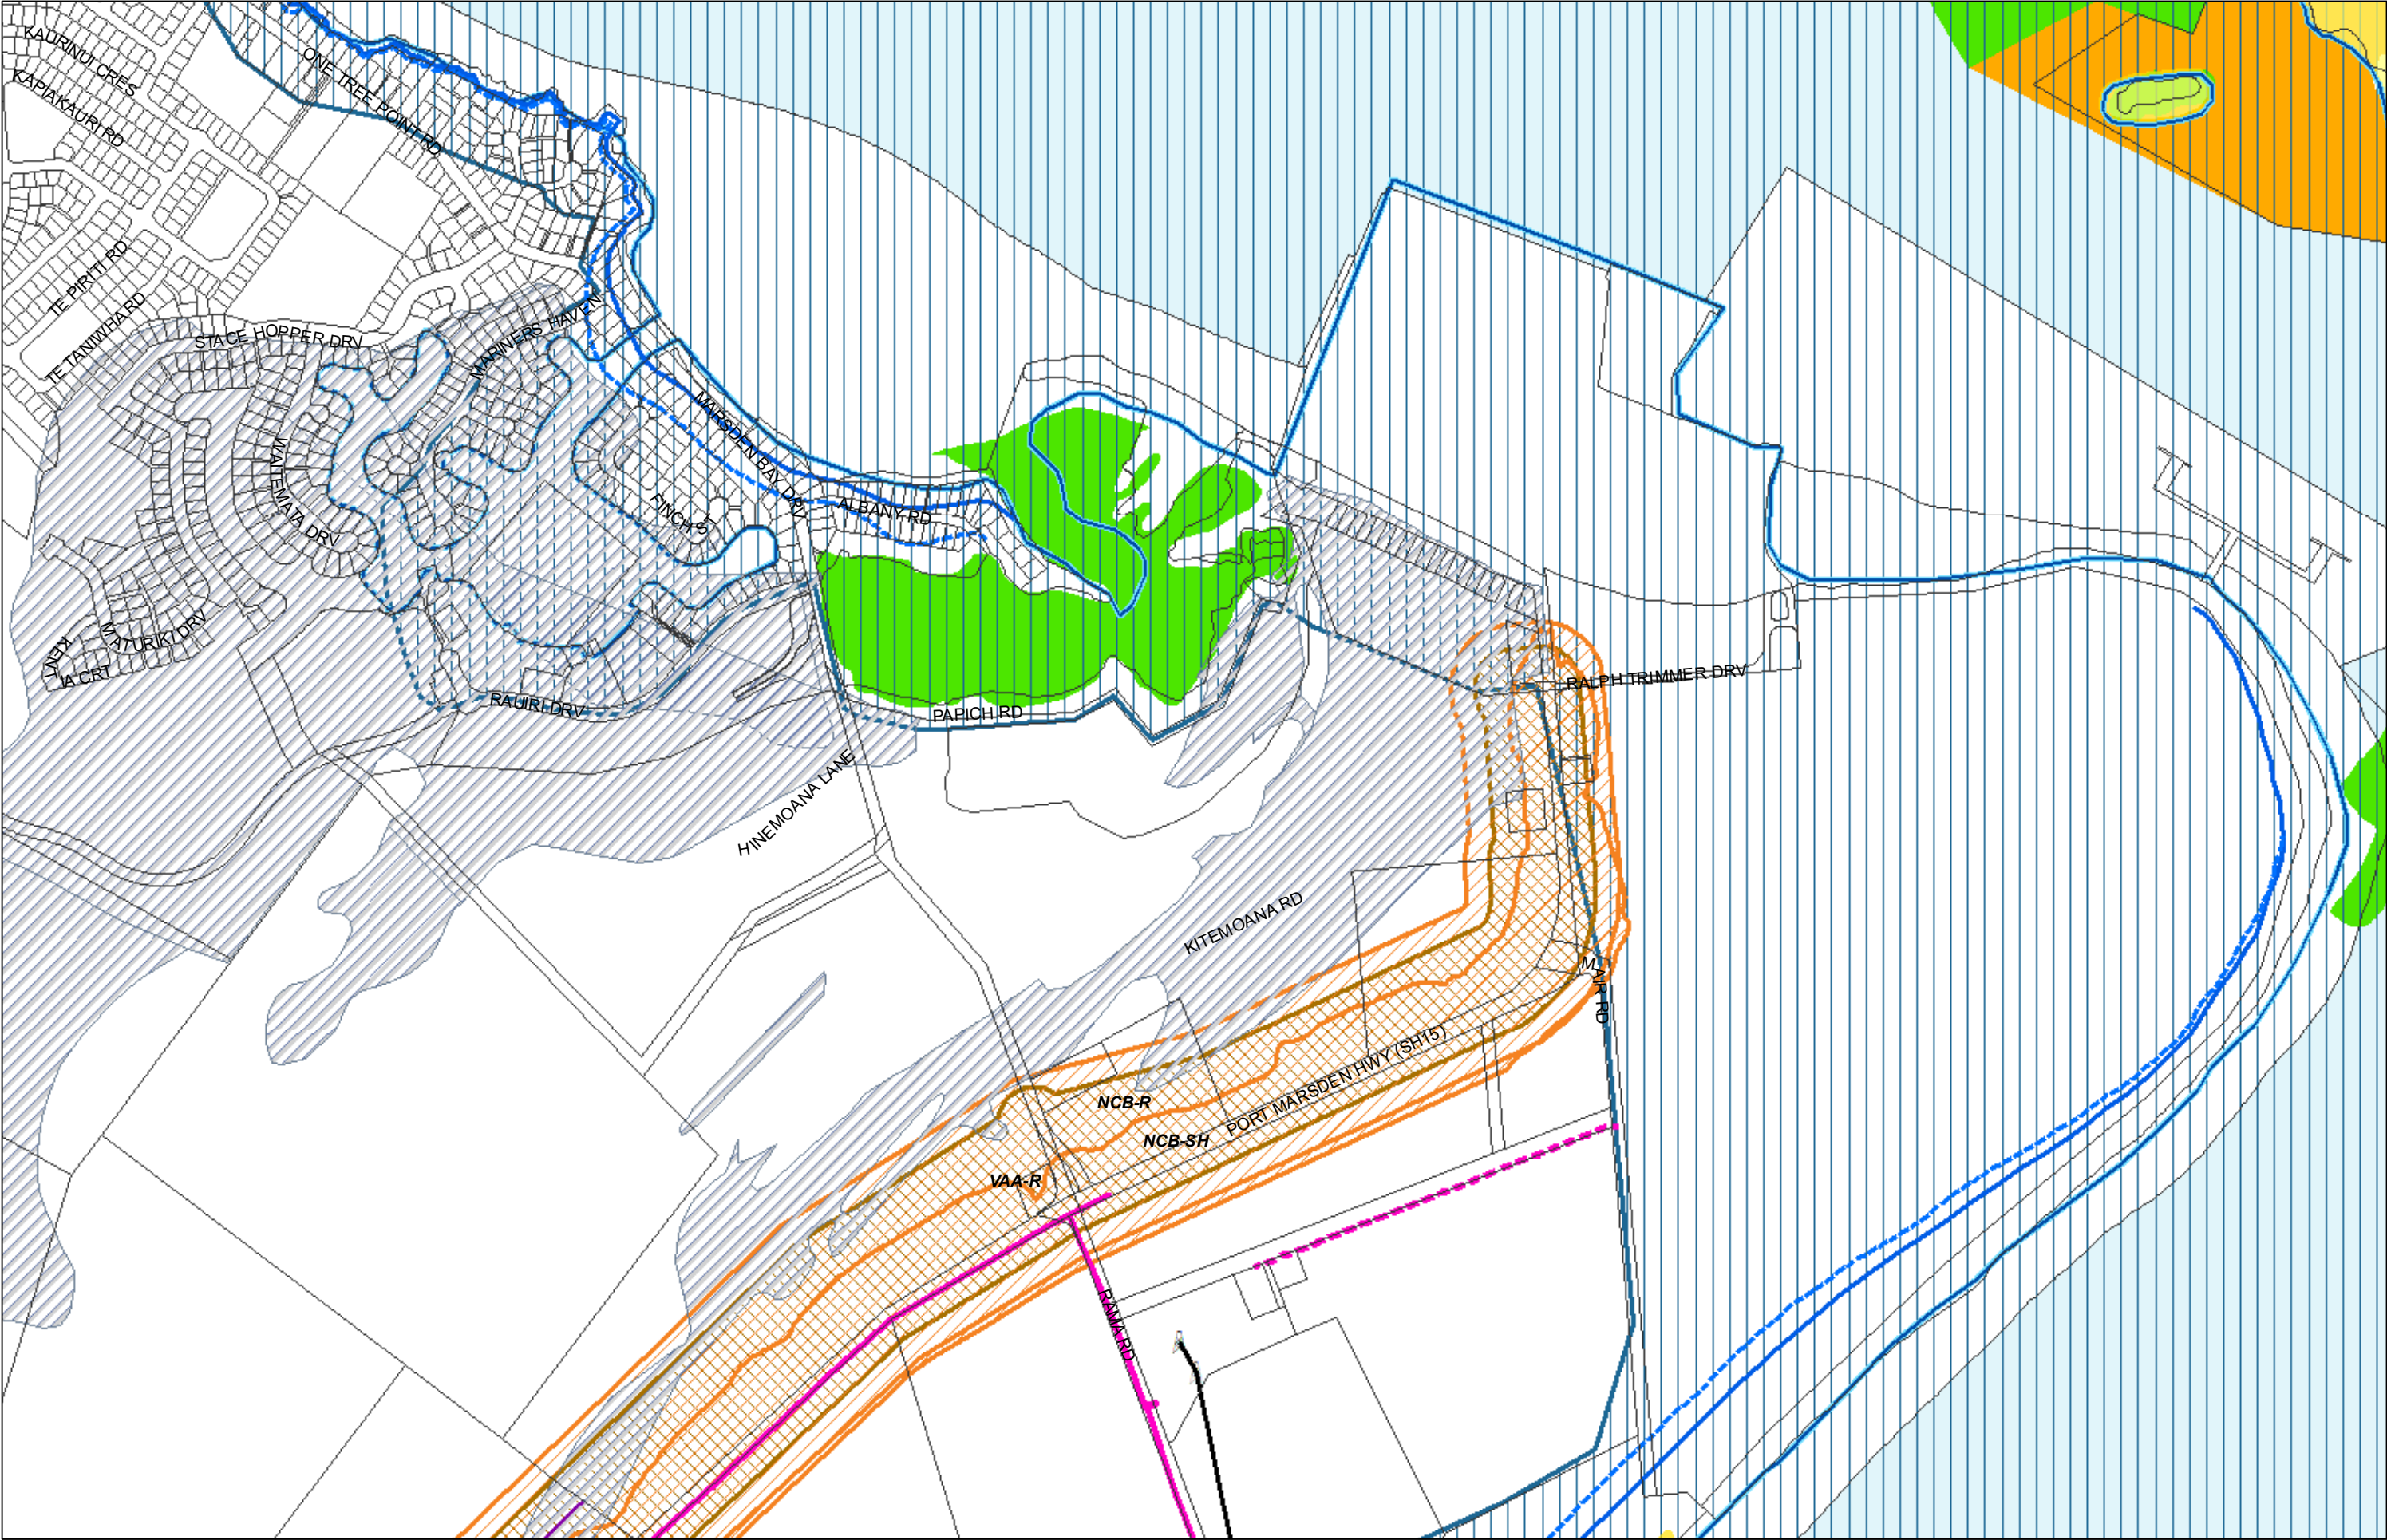 KAURINUI CRES
KAPIAKAURI RD
ONE TREE POINT RD
TE PIRITI RD
TE TANIWHA RD
STACE HOPPER DRV
MARINERS HAVEN
WAITEMATA DRV
MARSDEN BAY DRV
FINCH ST
ALBANY RD
MATURIKI DRV
KENT
IA CRT
RAUIRI DRV
PAPICH RD
RALPH TRIMMER DRV
HINEMOANA LANE
KITEMOANA RD
MAIR RD
PORT MARSDEN HWY (SH15)
NCB-R
NCB-SH
VAA-R
RAMA RD